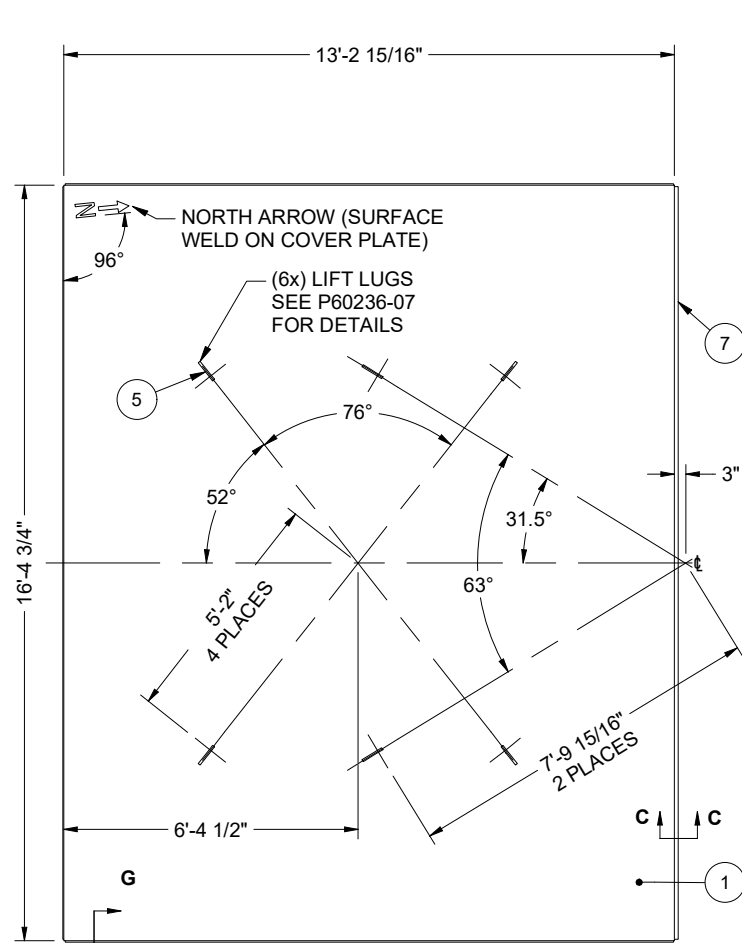 13'-2 15/16"
N
NORTH ARROW (SURFACE
WELD ON COVER PLATE)
96°
(6x) LIFT LUGS
SEE P60236-07
FOR DETAILS
7
5
76°
52°
3"
31.5°
16'-4 3/4"
℄
63°
5'-2"
4 PLACES
7'-9 15/16"
2 PLACES
6'-4 1/2"
C C
G
1